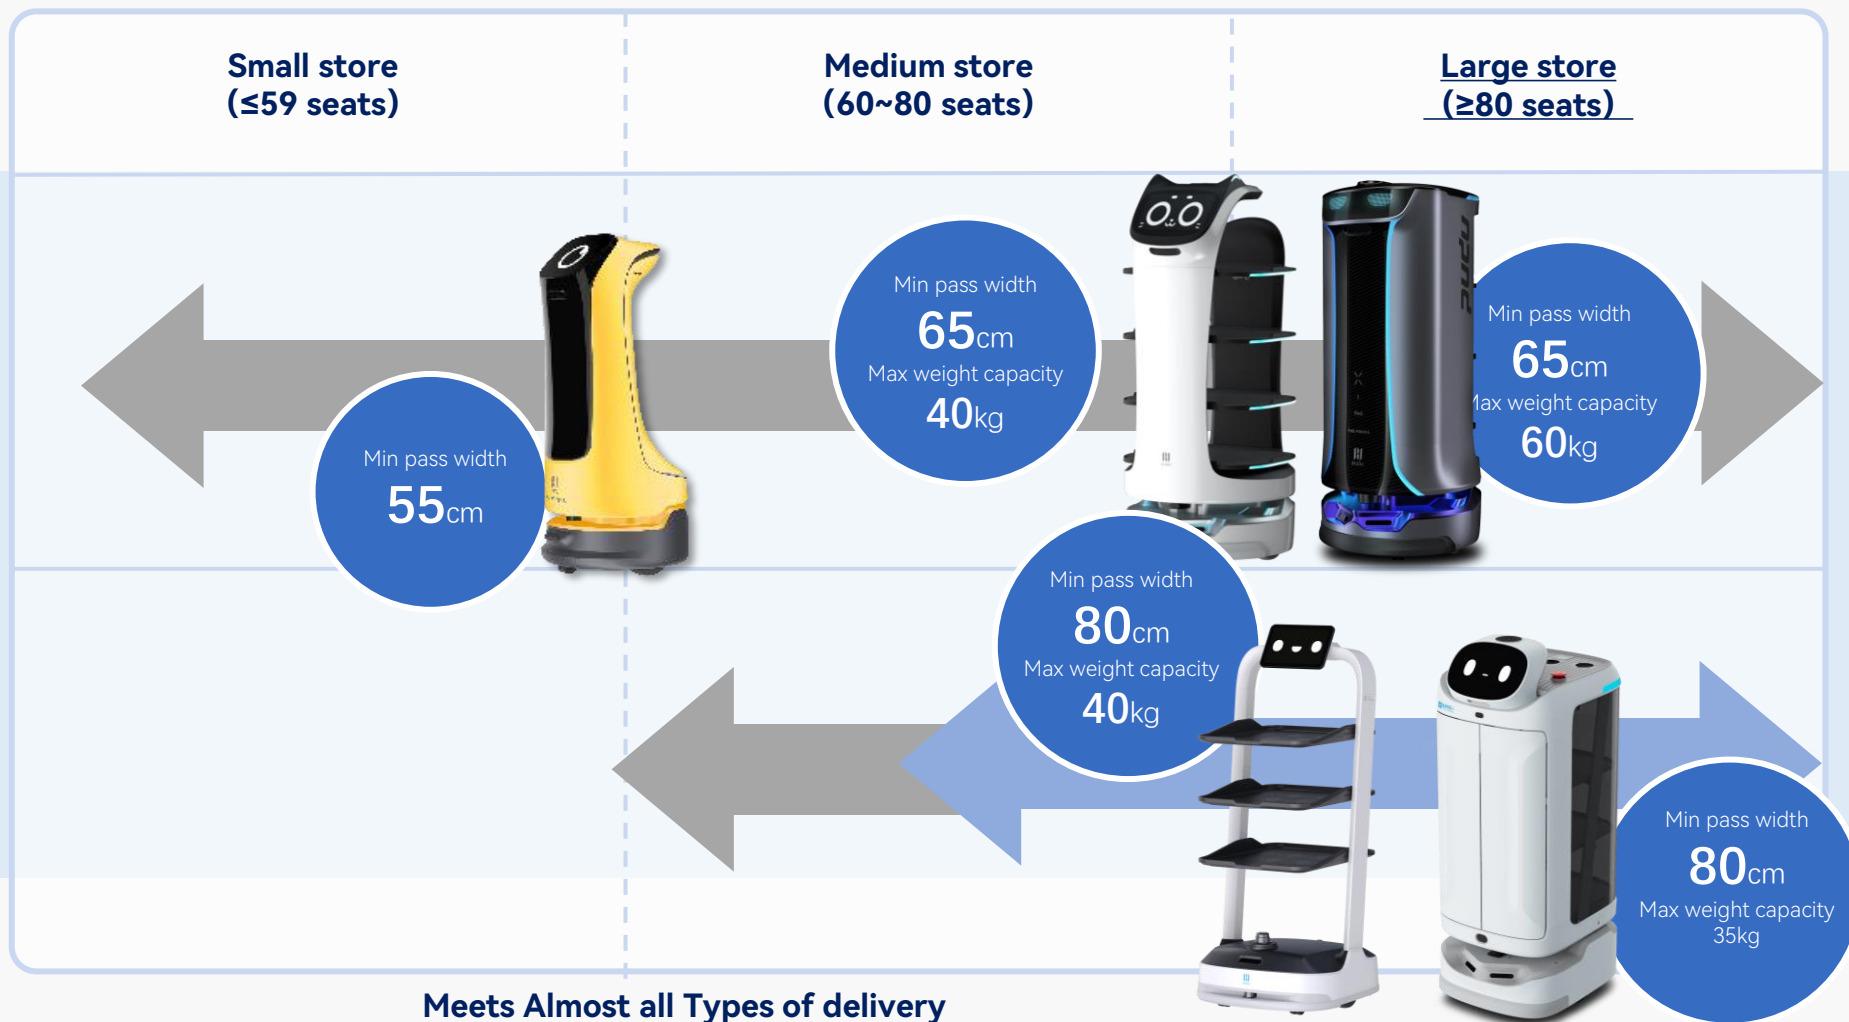 Small store
(≤59 seats)
Medium store
(60~80 seats)
Large store
(≥80 seats)
Min pass width
55cm
Min pass width
65cm
Max weight capacity
40kg
Min pass width
65cm
Max weight capacity
60kg
Min pass width
80cm
Max weight capacity
40kg
Min pass width
80cm
Max weight capacity
35kg
Meets Almost all Types of delivery